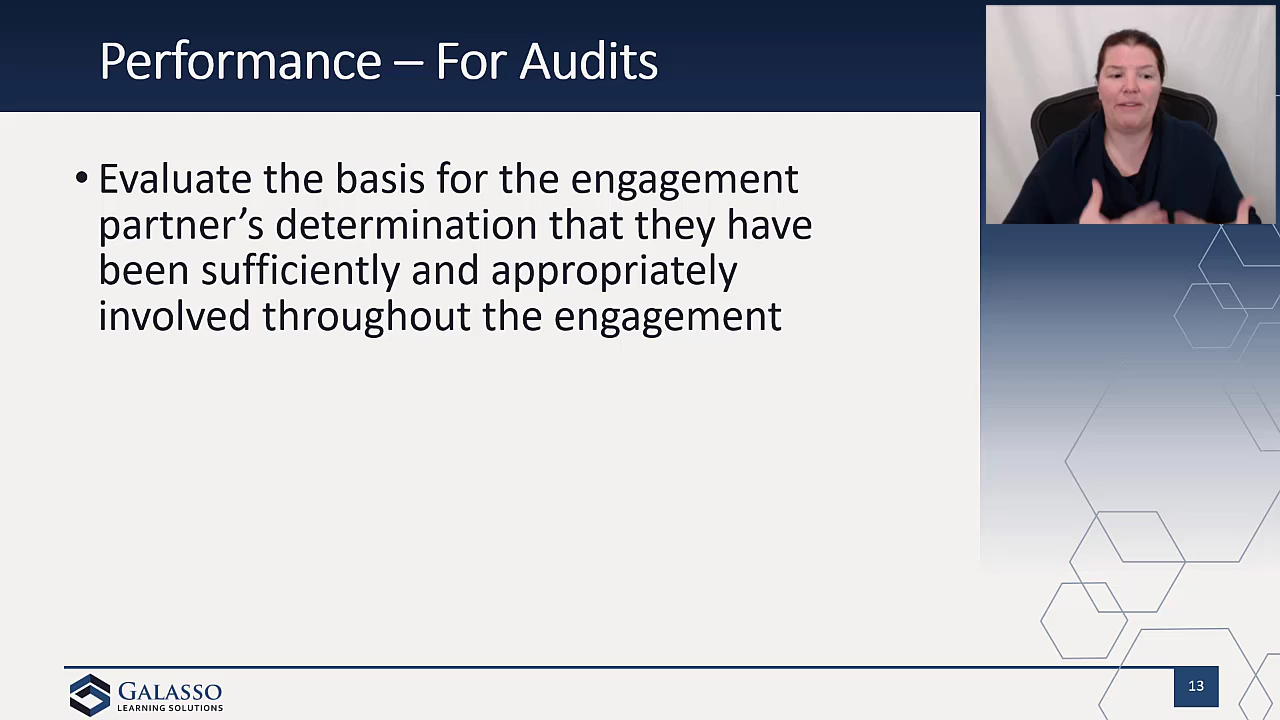 Performance – For Audits
• Evaluate the basis for the engagement
partner’s determination that they have
been sufficiently and appropriately
involved throughout the engagement
GALASSO
LEARNING SOLUTIONS
13